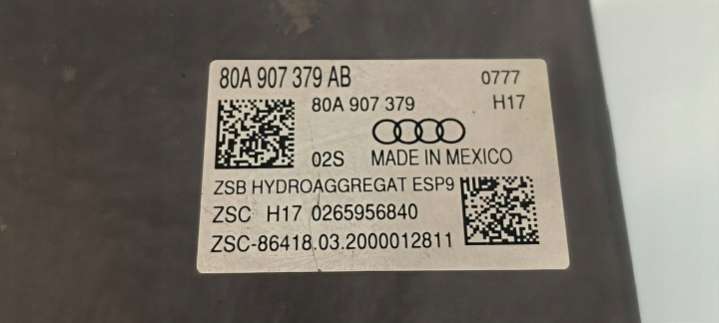 80A 907 379 AB 0777
80A 907 379 H17
02S MADE IN MEXICO
ZSB HYDROAGGREGAT ESP9
ZSC H17 0265956840
ZSC-86418.03.2000012811